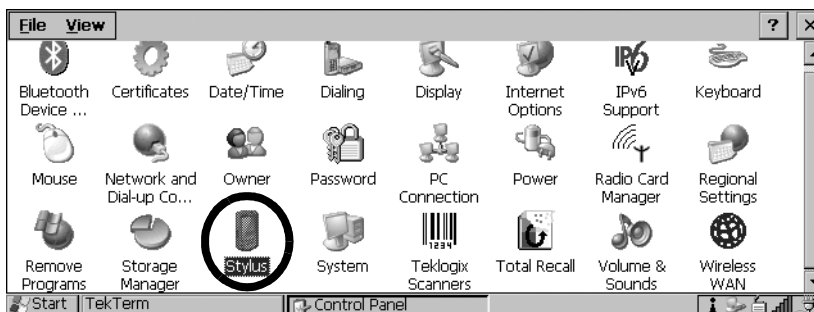 File View ? ×
Bluetooth Device ... Certificates Date/Time Dialing Display Internet Options IPv6 Support Keyboard
Mouse Network and Dial-up Co... Owner Password PC Connection Power Radio Card Manager Regional Settings
Remove Programs Storage Manager Stylus System Teklogix Scanners Total Recall Volume & Sounds Wireless WAN
Start TekTerm Control Panel